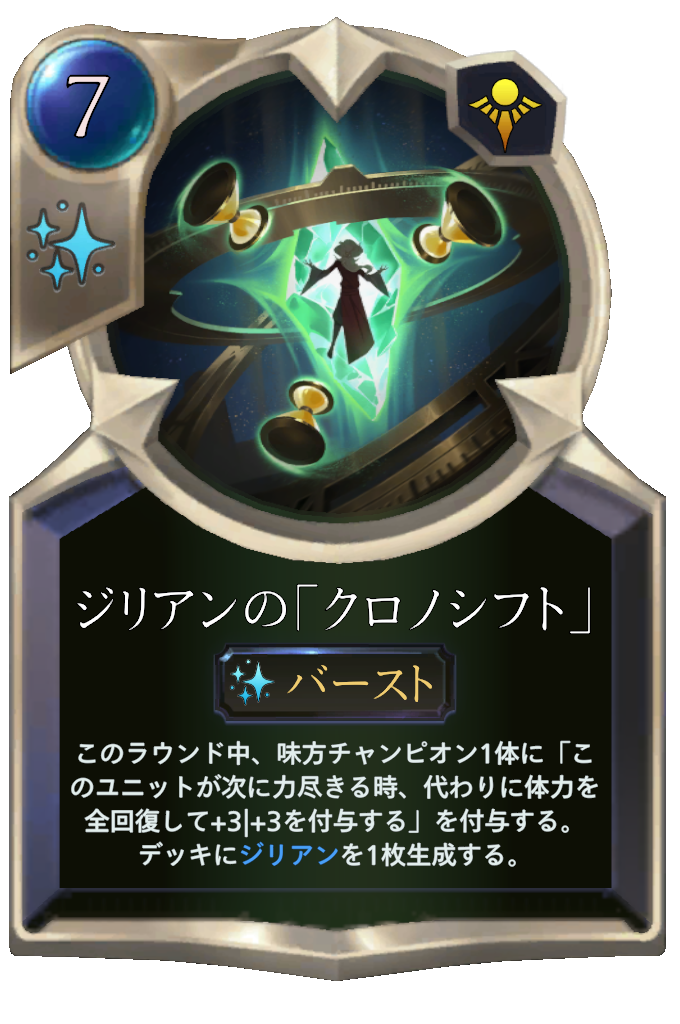 7
ジリアンの「クロノシフト」
バースト
このラウンド中、味方チャンピオン1体に「こ
のユニットが次に力尽きる時、代わりに体力を
全回復して+3|+3を付与する」を付与する。
デッキにジリアンを1枚生成する。